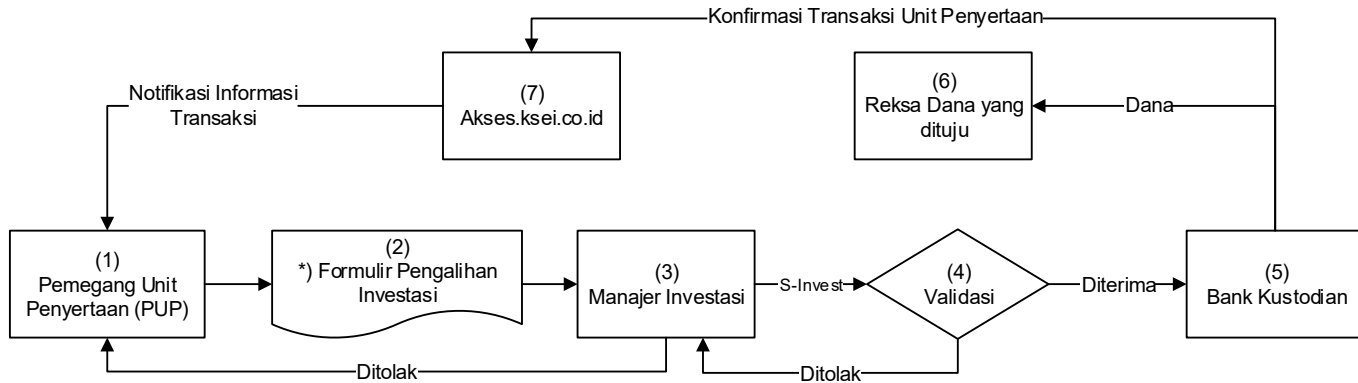 Konfirmasi Transaksi Unit Penyertaan
(7)
Akses.ksei.co.id
(6)
Reksa Dana yang
dituju
Dana
Notifikasi Informasi
Transaksi
(1)
Pemegang Unit
Penyertaan (PUP)
(2)
*) Formulir Pengalihan
Investasi
(3)
Manajer Investasi
S-Invest
(4)
Validasi
Diterima
(5)
Bank Kustodian
Ditolak
Ditolak